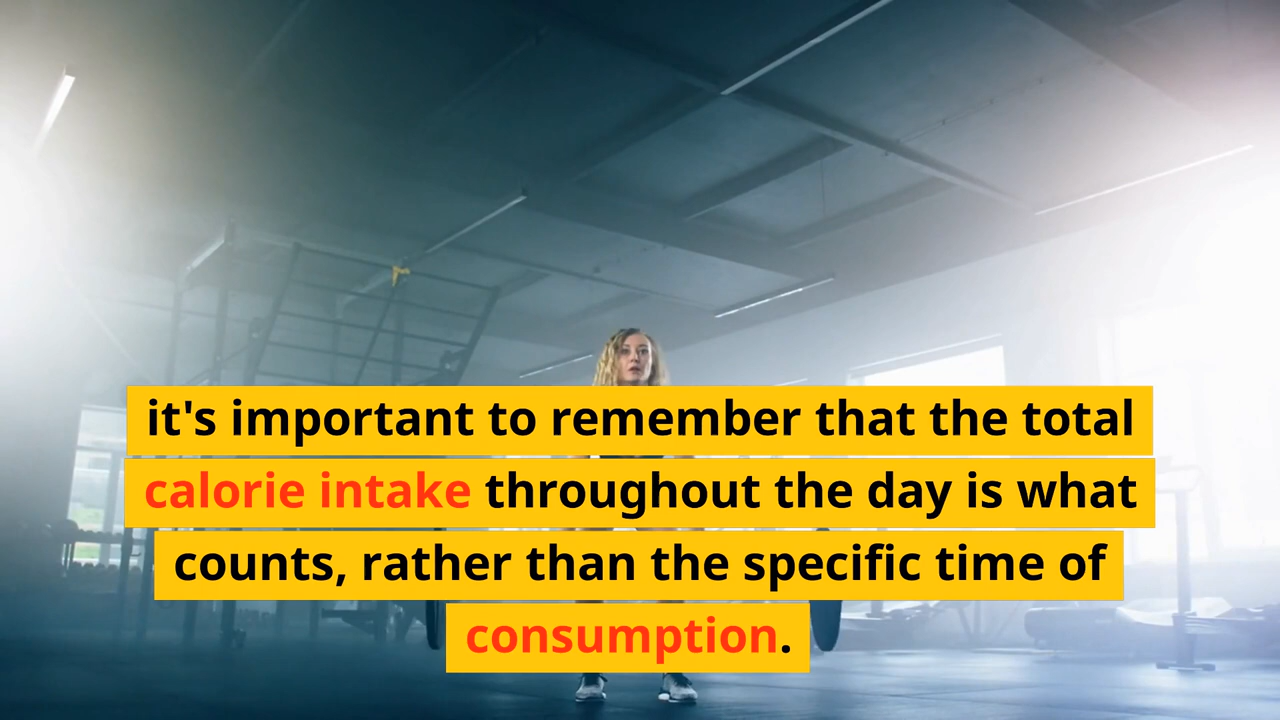 it's important to remember that the total
calorie intake throughout the day is what
counts, rather than the specific time of
consumption.